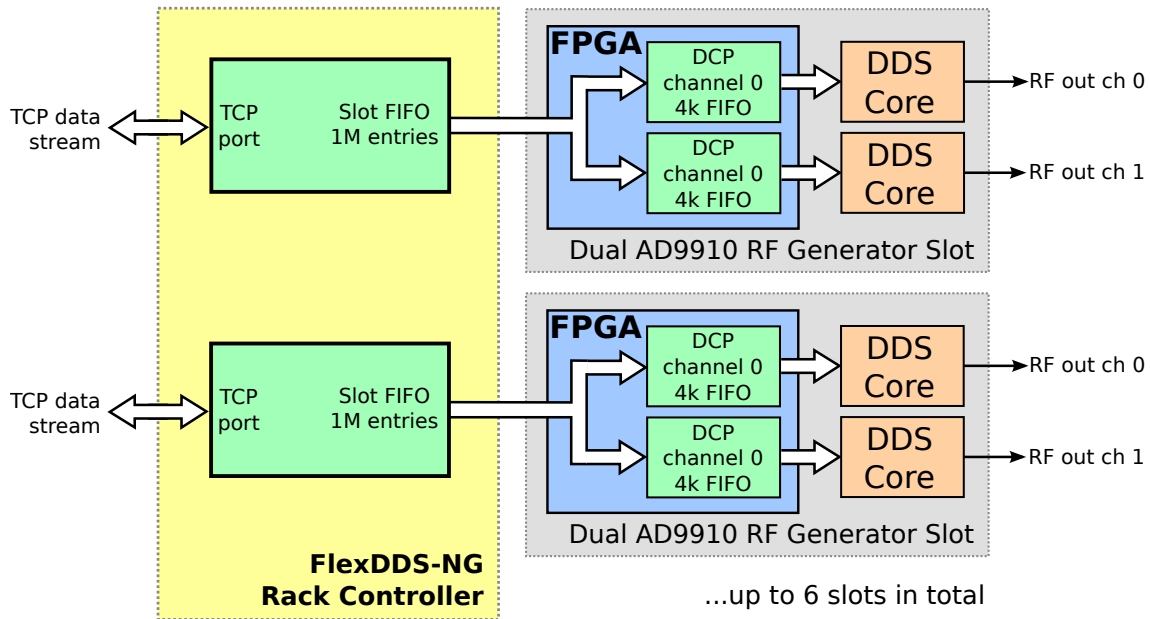 TCP data
stream
TCP
port
Slot FIFO
1M entries
FPGA
DCP
channel 0
4k FIFO
DDS
Core
RF out ch 0
DCP
channel 0
4k FIFO
DDS
Core
RF out ch 1
Dual AD9910 RF Generator Slot
TCP data
stream
TCP
port
Slot FIFO
1M entries
FPGA
DCP
channel 0
4k FIFO
DDS
Core
RF out ch 0
DCP
channel 0
4k FIFO
DDS
Core
RF out ch 1
Dual AD9910 RF Generator Slot
FlexDDS-NG
Rack Controller
...up to 6 slots in total